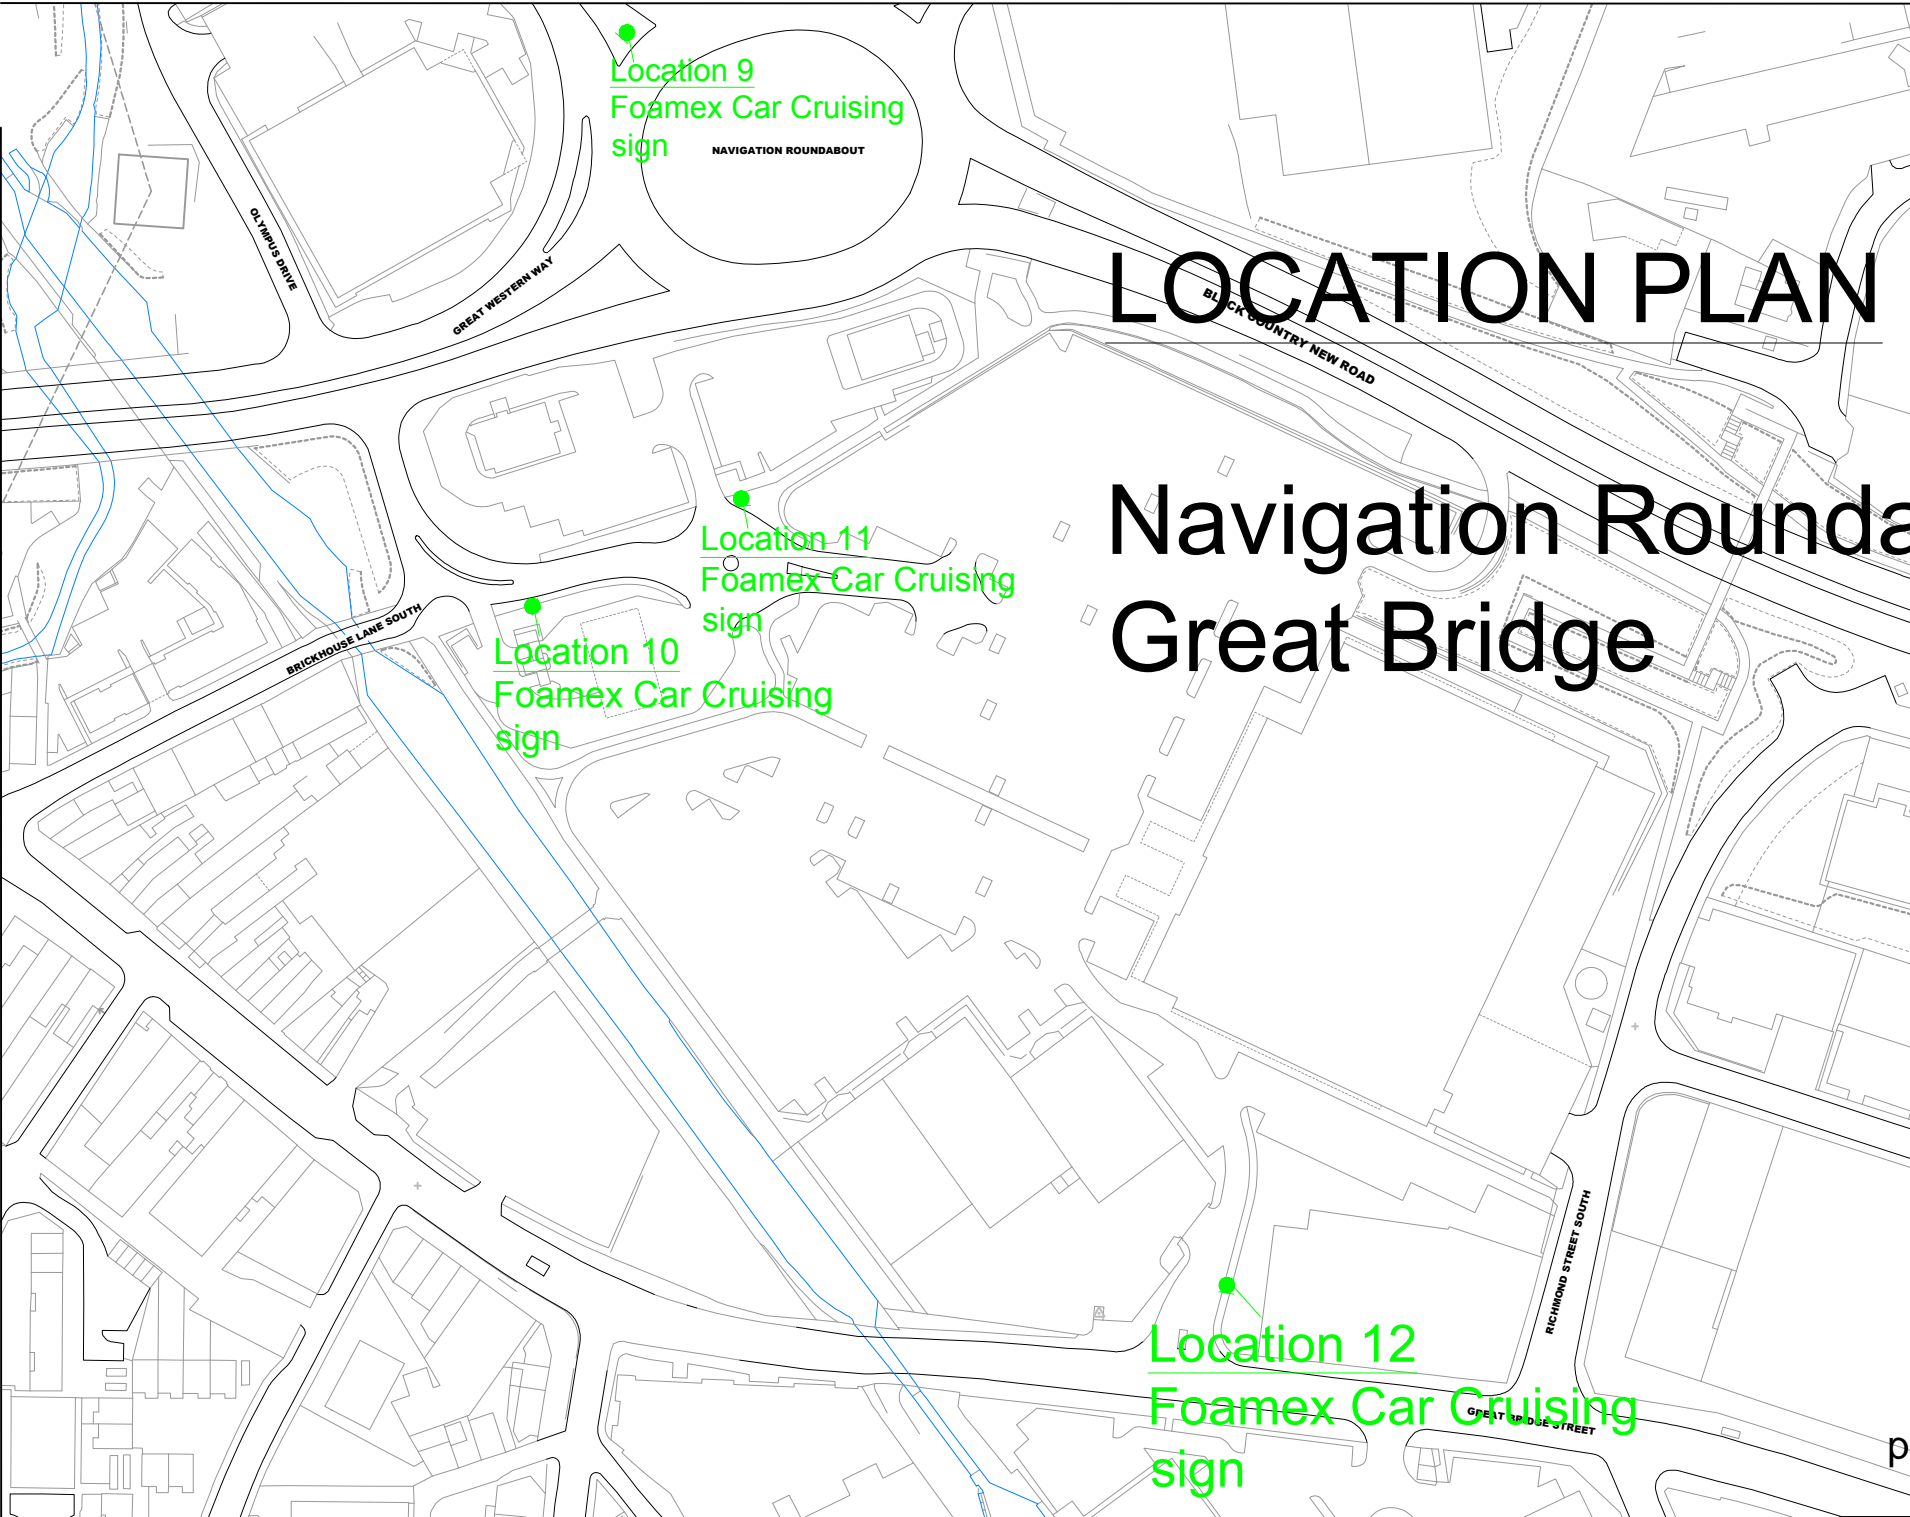 Location 9
Foamex Car Cruising
sign
NAVIGATION ROUNDABOUT
OLYMPUS DRIVE
GREAT WESTERN WAY
LOCATION PLAN
BLACK COUNTRY NEW ROAD
Navigation Rounda
Great Bridge
Location 11
Foamex Car Cruising
sign
BRICKHOUSE LANE SOUTH
Location 10
Foamex Car Cruising
sign
RICHMOND STREET SOUTH
Location 12
Foamex Car Cruising
sign
GREAT BRIDGE STREET
p